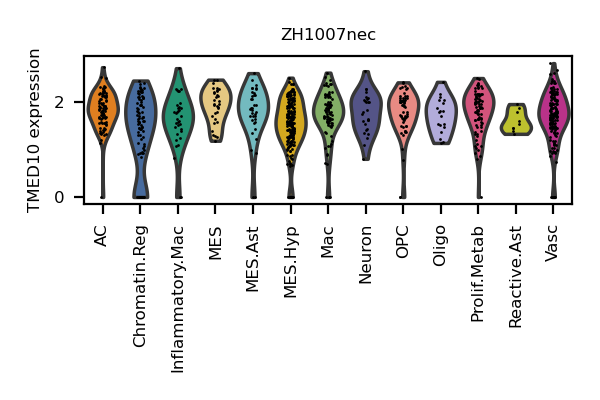 ZH1007nec
TMED10 expression
2
0
AC
Chromatin.Reg
Inflammatory.Mac
MES
MES.Ast
MES.Hyp
Mac
Neuron
OPC
Oligo
Prolif.Metab
Reactive.Ast
Vasc